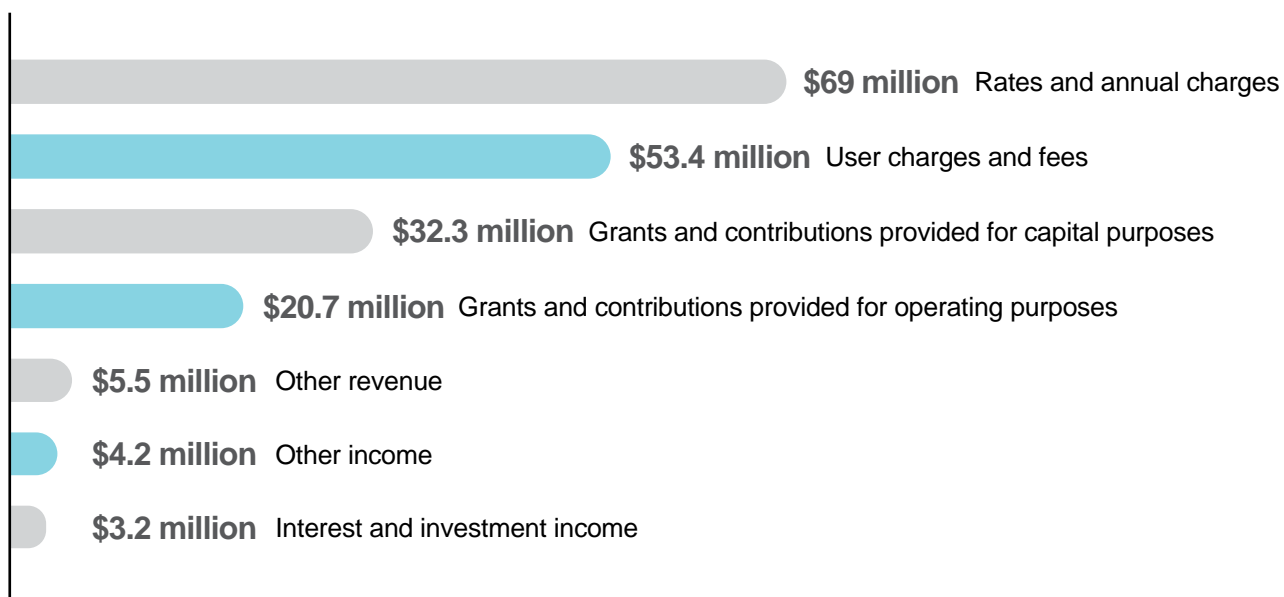 $69 million Rates and annual charges
$53.4 million User charges and fees
$32.3 million Grants and contributions provided for capital purposes
$20.7 million Grants and contributions provided for operating purposes
$5.5 million Other revenue
$4.2 million Other income
$3.2 million Interest and investment income